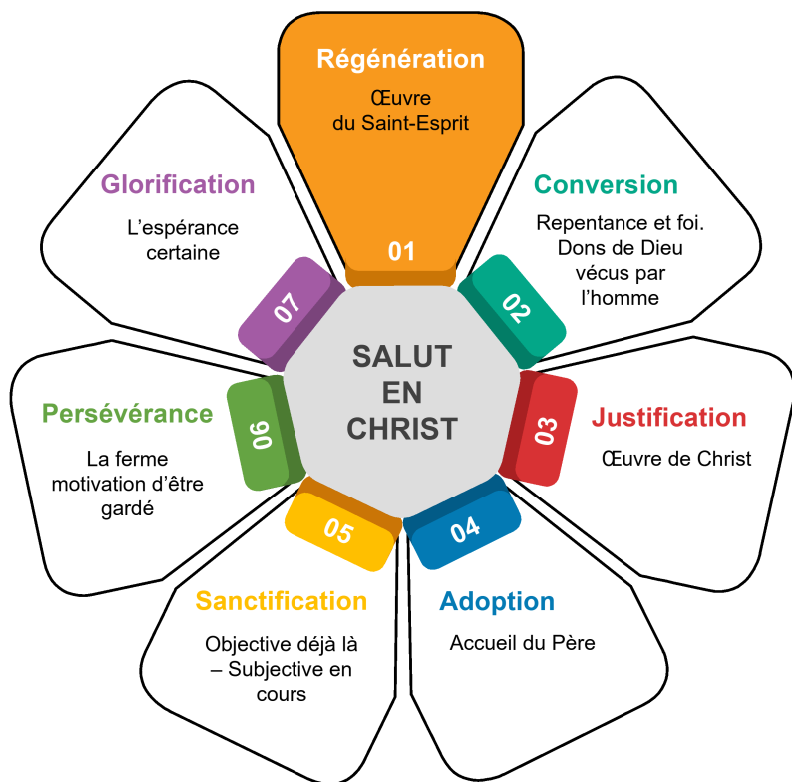 SALUT
EN
CHRIST
Régénération
Œuvre
du Saint-Esprit
01
Conversion
Repentance et foi.
Dons de Dieu
vécus par
l'homme
02
Justification
Œuvre de Christ
03
Adoption
Accueil du Père
04
Sanctification
Objective déjà là
– Subjective en
cours
05
Persévérance
La ferme
motivation d'être
gardé
06
Glorification
L'espérance
certaine
07